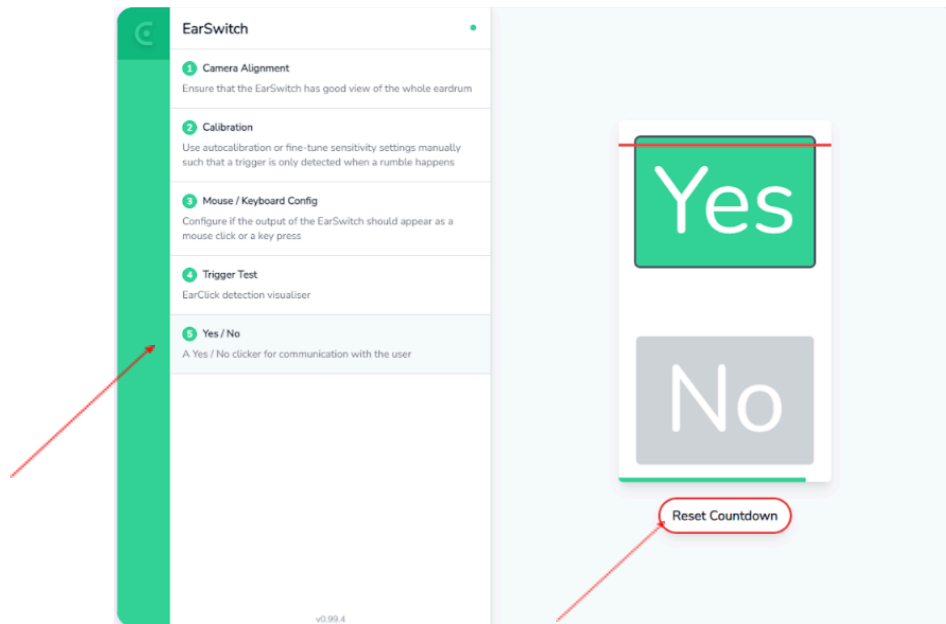 EarSwitch
1 Camera Alignment
Ensure that the EarSwitch has good view of the whole eardrum
2 Calibration
Use autocalibration or fine-tune sensitivity settings manually
such that a trigger is only detected when a rumble happens
3 Mouse / Keyboard Config
Configure if the output of the EarSwitch should appear as a
mouse click or a key press
4 Trigger Test
EarClick detection visualiser
5 Yes / No
A Yes / No clicker for communication with the user
v0.99.4
Yes
No
Reset Countdown